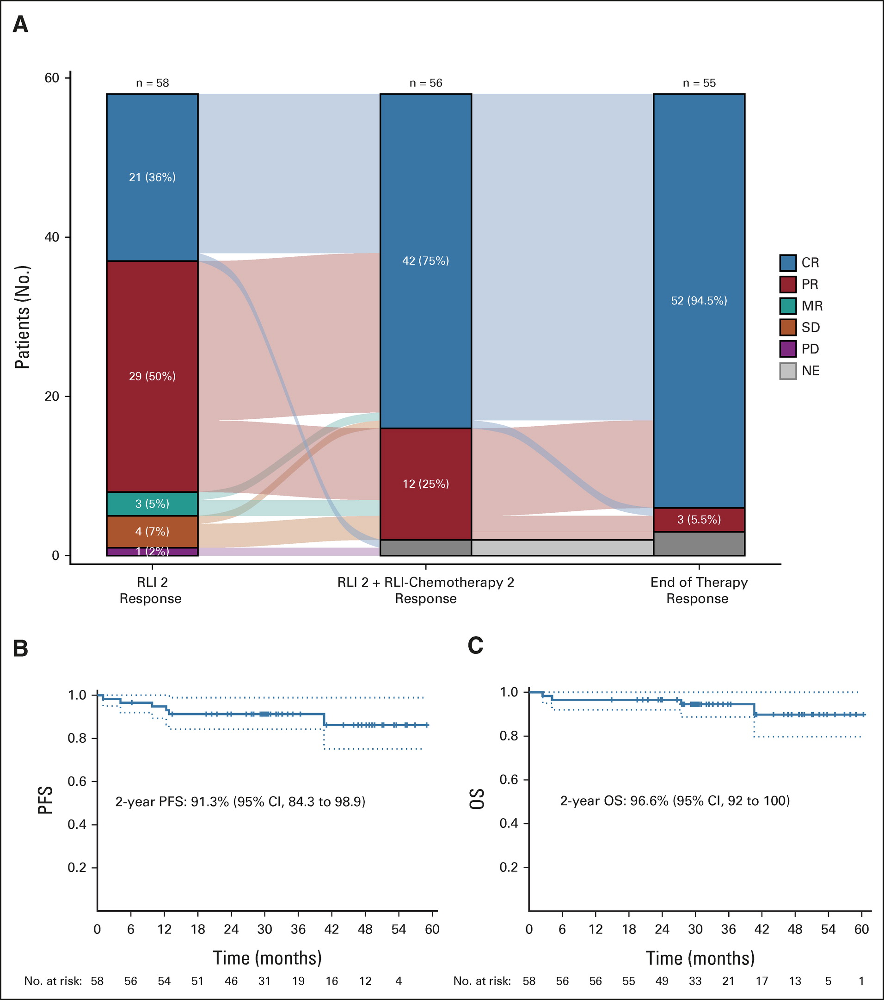 A
Patients (No.)
60
40
20
0
n = 58
n = 56
n = 55
21 (36%)
29 (50%)
3 (5%)
4 (7%)
1 (2%)
42 (75%)
12 (25%)
52 (94.5%)
3 (5.5%)
CR
PR
MR
SD
PD
NE
RLI 2
Response
RLI 2 + RLI-Chemotherapy 2
Response
End of Therapy
Response
B
PFS
1.0
0.8
0.6
0.4
0.2
2-year PFS: 91.3% (95% CI, 84.3 to 98.9)
0 6 12 18 24 30 36 42 48 54 60
Time (months)
No. at risk: 58 56 54 51 46 31 19 16 12 4
C
OS
1.0
0.8
0.6
0.4
0.2
2-year OS: 96.6% (95% CI, 92 to 100)
0 6 12 18 24 30 36 42 48 54 60
Time (months)
No. at risk: 58 56 56 55 49 33 21 17 13 5 1